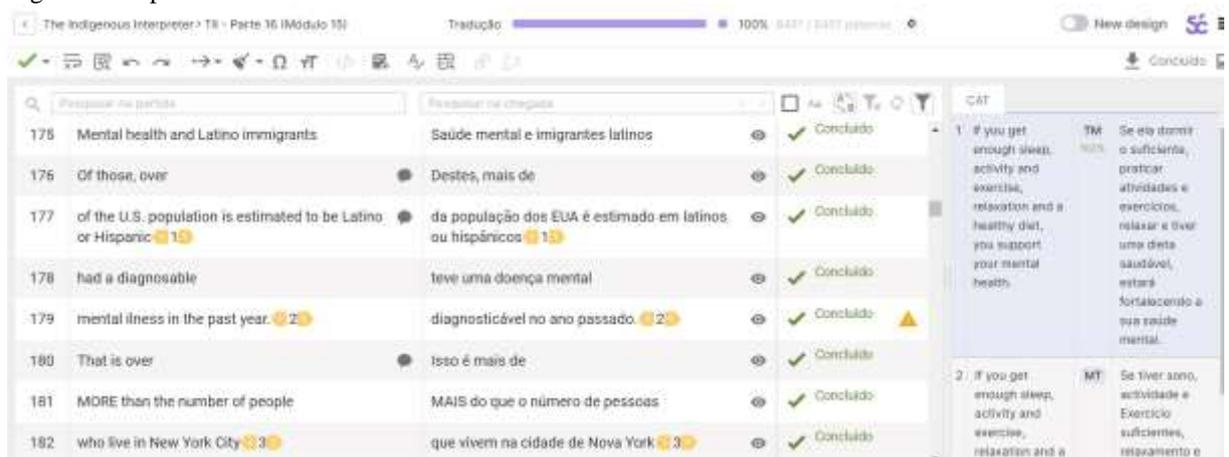 The Indigenous Interpreter> TII - Parte 16 (Módulo 15)
Tradução
100%
New design
Concluído
Pesquisar na partida
Pesquisar na chegada
CAT
175 Mental health and Latino immigrants Saúde mental e imigrantes latinos Concluído
176 Of those, over Destes, mais de Concluído
177 of the U.S. population is estimated to be Latino da população dos EUA é estimado em latinos Concluído
or Hispanic 1 ou hispânicos 1
178 had a diagnosable teve uma doença mental Concluído
179 mental ilness in the past year. 2 diagnosticável no ano passado. 2 Concluído
180 That is over Isso é mais de Concluído
181 MORE than the number of people MAIS do que o número de pessoas Concluído
182 who live in New York City 3 que vivem na cidade de Nova York 3 Concluído
1 If you get TM Se ela dormir
enough sleep, o suficiente,
activity and praticar
exercise, atividades e
relaxation and a exercícios,
healthy diet, relaxar e tiver
you support uma dieta
your mental saudável,
health. estará
fortalecendo a
sua saúde
mental.
2 If you get MT Se tiver sono,
enough sleep, actividade e
activity and Exercício
exercise, suficientes,
relaxation and a relaxamento e